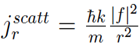 j_r^{scatt} = \frac{\hbar k}{m} \frac{|f|^2}{r^2}